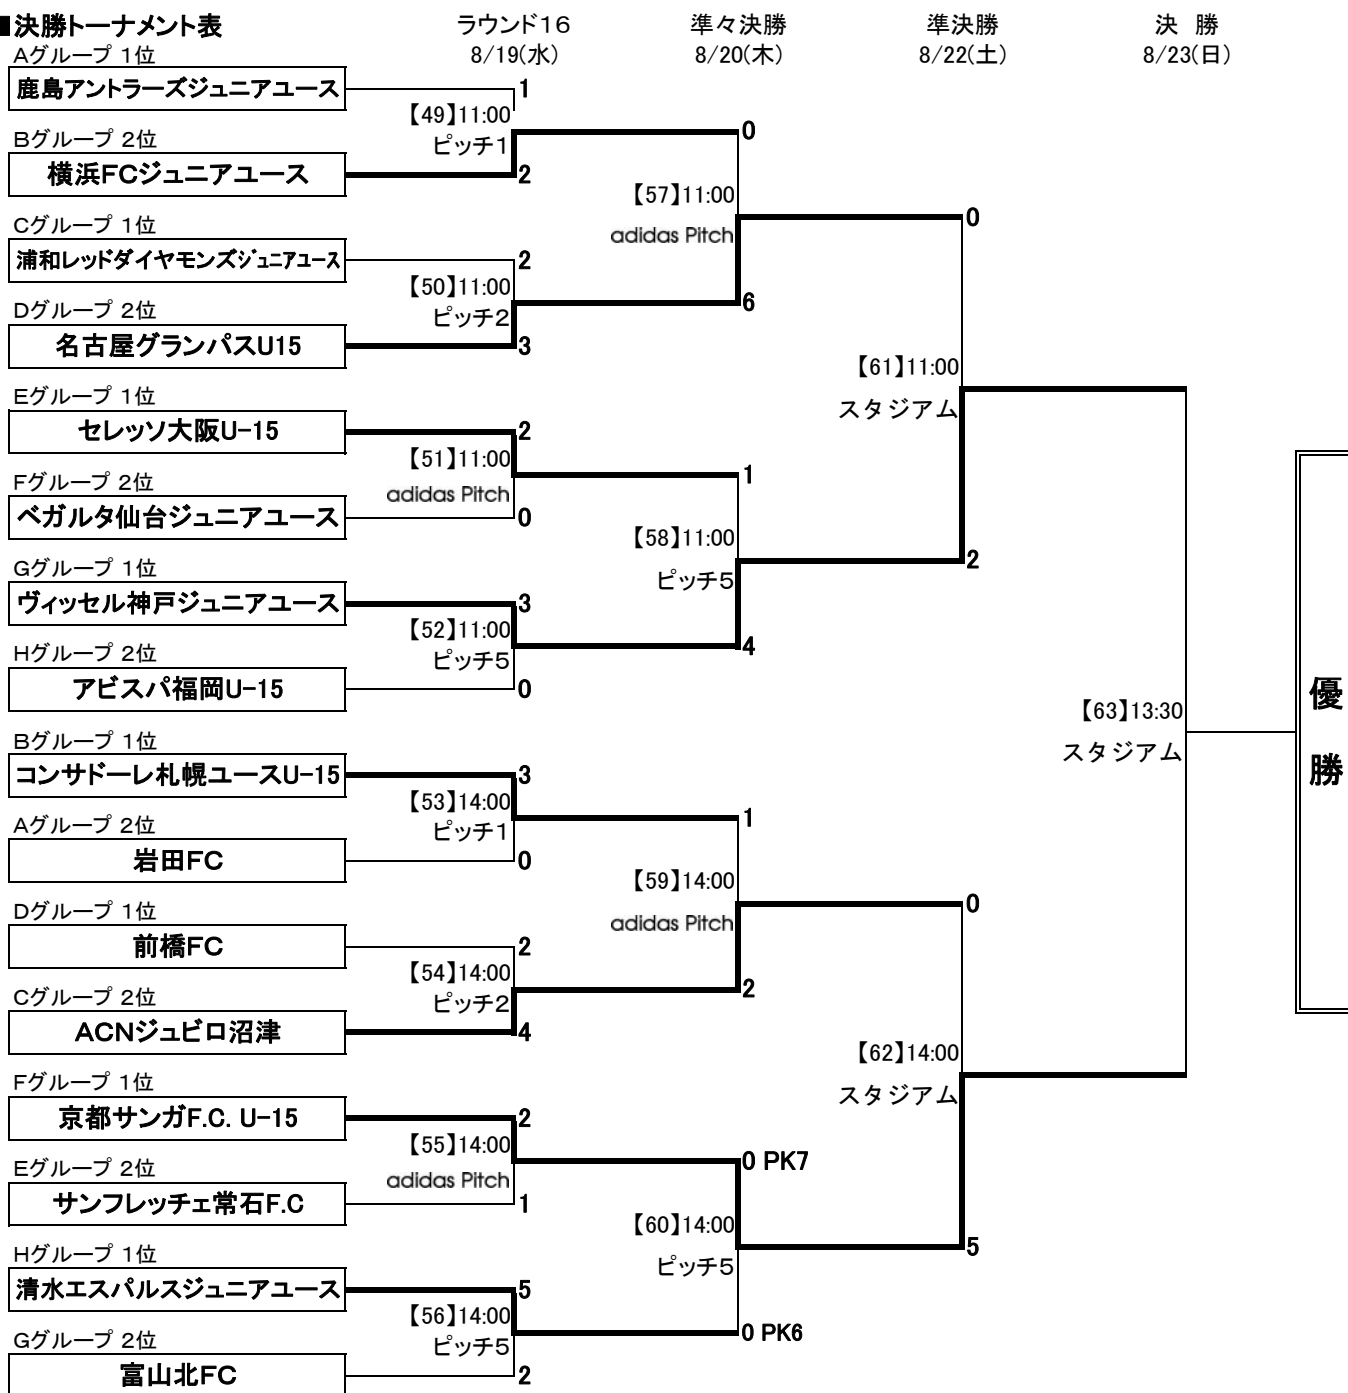 ■決勝トーナメント表
ラウンド16
準々決勝
準決勝
決 勝
8/19(水)
8/20(木)
8/22(土)
8/23(日)
Aグループ 1位
鹿島アントラーズジュニアユース
1
【49】11:00
ピッチ1
Bグループ 2位
横浜FCジュニアユース
2
0
【57】11:00
adidas Pitch
Cグループ 1位
浦和レッドダイヤモンズジュニアユース
2
【50】11:00
ピッチ2
Dグループ 2位
名古屋グランパスU15
3
6
0
【61】11:00
スタジアム
Eグループ 1位
セレッソ大阪U-15
2
【51】11:00
adidas Pitch
Fグループ 2位
ベガルタ仙台ジュニアユース
0
1
【58】11:00
ピッチ5
Gグループ 1位
ヴィッセル神戸ジュニアユース
3
【52】11:00
ピッチ5
Hグループ 2位
アビスパ福岡U-15
0
4
2
【63】13:30
スタジアム
優
勝
Bグループ 1位
コンサドーレ札幌ユースU-15
3
【53】14:00
ピッチ1
Aグループ 2位
岩田FC
0
1
【59】14:00
adidas Pitch
Dグループ 1位
前橋FC
2
【54】14:00
ピッチ2
Cグループ 2位
ACNジュビロ沼津
4
2
0
【62】14:00
スタジアム
Fグループ 1位
京都サンガF.C. U-15
2
【55】14:00
adidas Pitch
Eグループ 2位
サンフレッチェ常石F.C
1
0 PK7
【60】14:00
ピッチ5
5
Hグループ 1位
清水エスパルスジュニアユース
5
【56】14:00
ピッチ5
0 PK6
Gグループ 2位
富山北FC
2